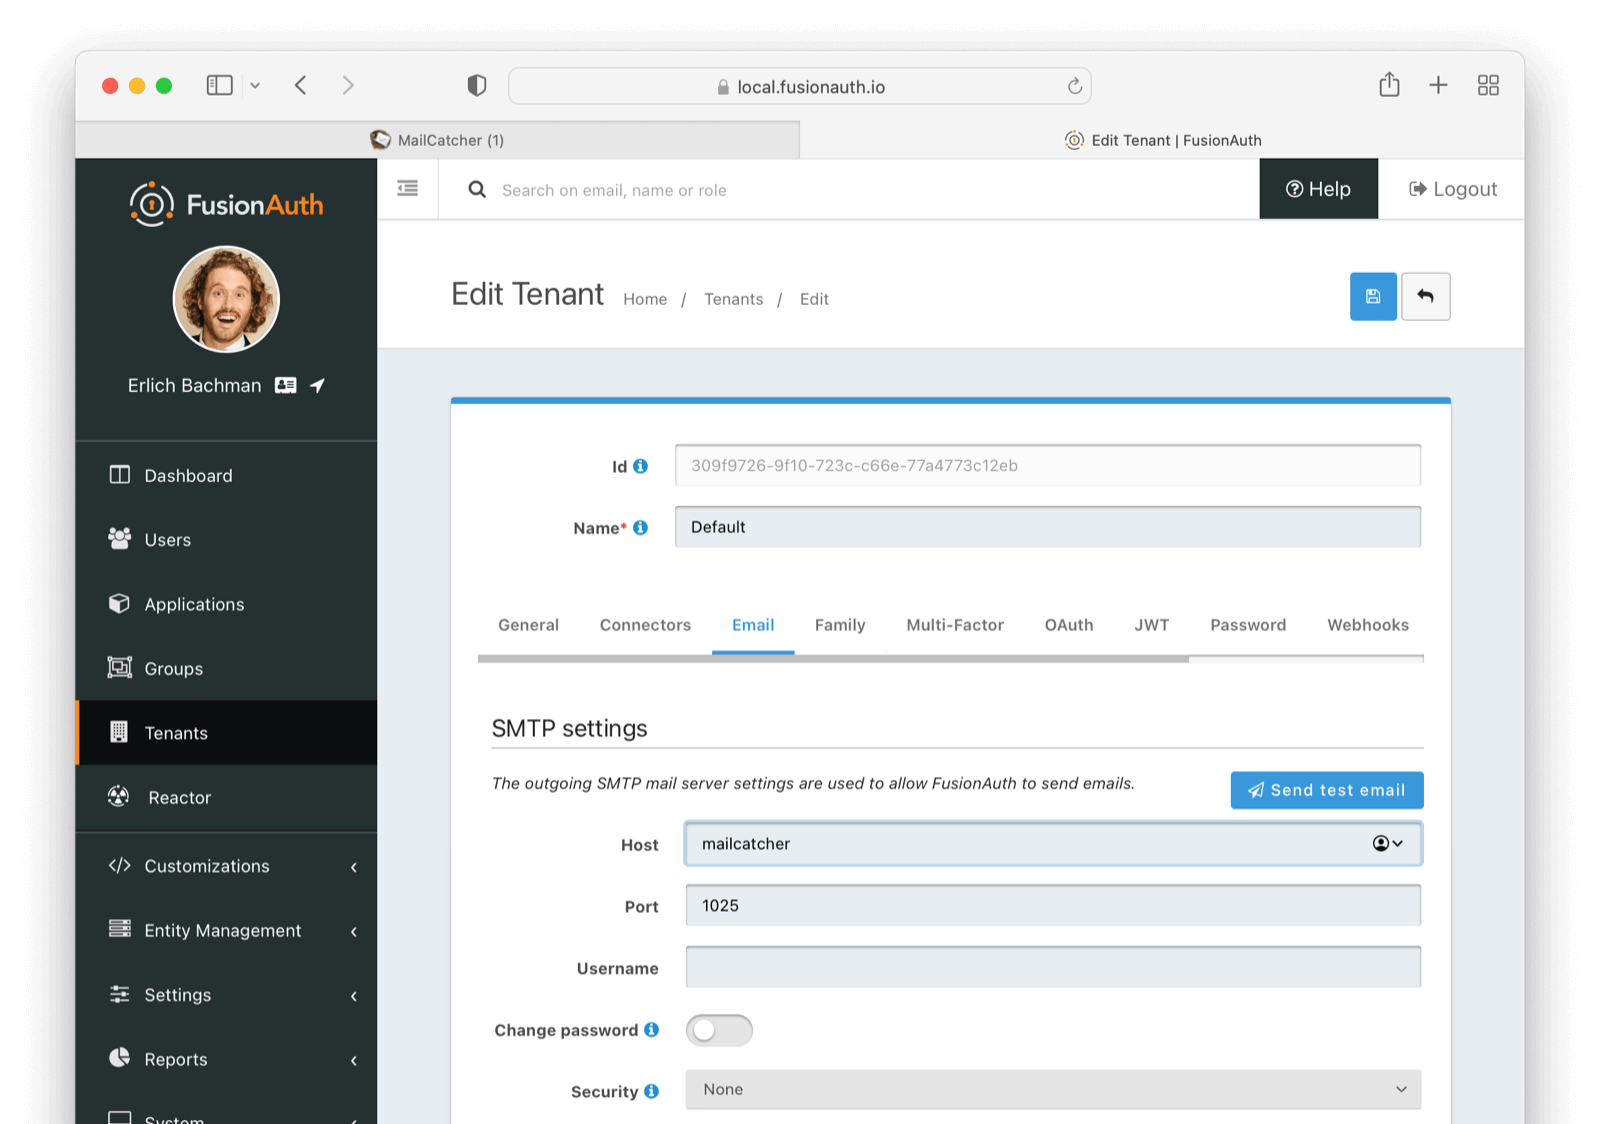 local.fusionauth.io
MailCatcher (1)
Edit Tenant | FusionAuth
FusionAuth
Search on email, name or role
Help
Logout
Erlich Bachman
Dashboard
Users
Applications
Groups
Tenants
Reactor
Customizations
Entity Management
Settings
Reports
System
Edit Tenant
Home / Tenants / Edit
Id
309f9726-9f10-723c-c66e-77a4773c12eb
Name*
Default
General Connectors Email Family Multi-Factor OAuth JWT Password Webhooks
SMTP settings
The outgoing SMTP mail server settings are used to allow FusionAuth to send emails.
Send test email
Host
mailcatcher
Port
1025
Username
Change password
Security
None